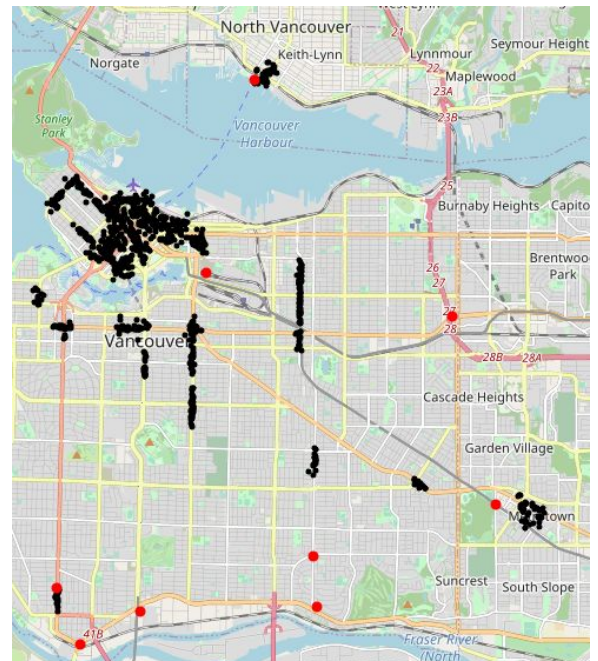 West Lynn
21
North Vancouver
Keith-Lynn
Lynnmour
Seymour Height
Norgate
22
Maplewood
23A
23B
Stanley
Park
Vancouver
Harbour
25
Burnaby Heights
Capito
26
27
Brentwood
Park
27
28
Vancouver
28B
28A
Cascade Heights
Garden Village
Suncrest
South Slope
41B
Fraser River
(North